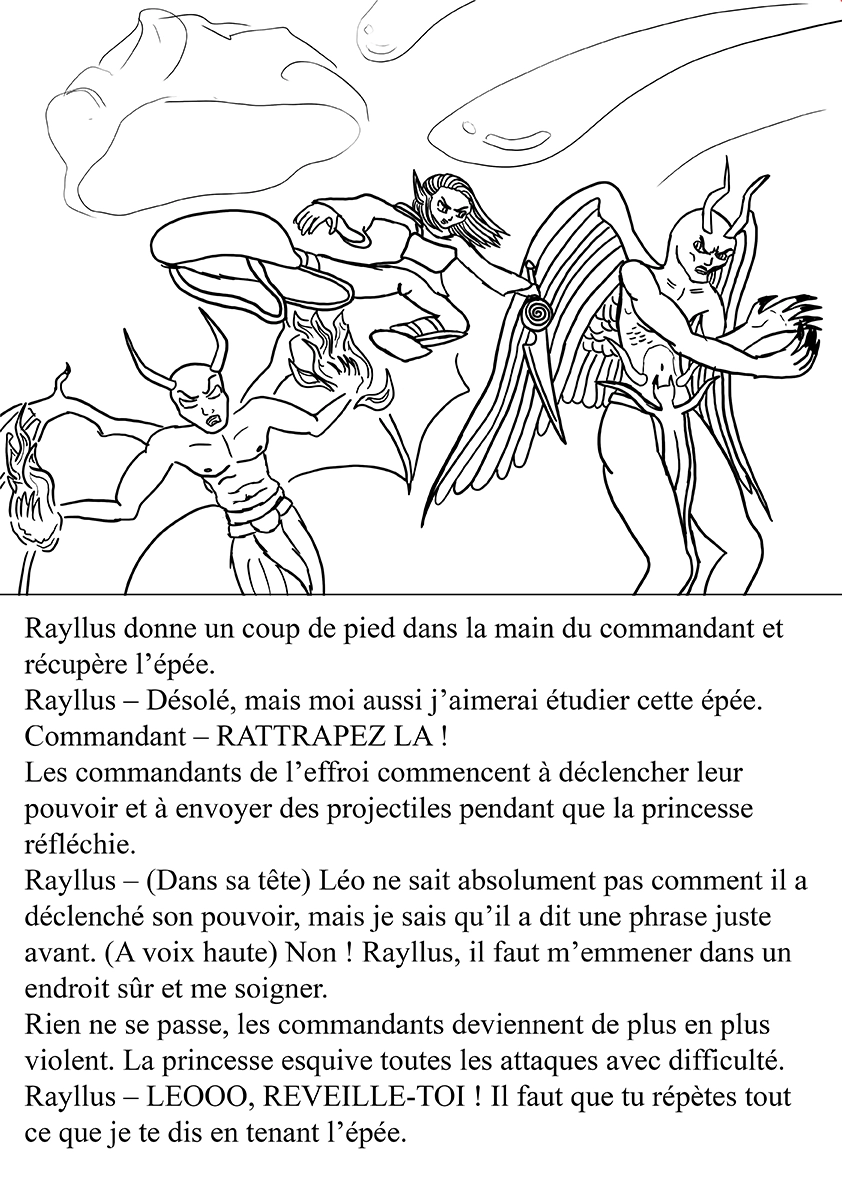 Rayllus donne un coup de pied dans la main du commandant et
récupère l’épée.
Rayllus – Désolé, mais moi aussi j’aimerai étudier cette épée.
Commandant – RATTRAPEZ LA !
Les commandants de l’effroi commencent à déclencher leur
pouvoir et à envoyer des projectiles pendant que la princesse
réfléchie.
Rayllus – (Dans sa tête) Léo ne sait absolument pas comment il a
déclenché son pouvoir, mais je sais qu’il a dit une phrase juste
avant. (A voix haute) Non ! Rayllus, il faut m’emmener dans un
endroit sûr et me soigner.
Rien ne se passe, les commandants deviennent de plus en plus
violent. La princesse esquive toutes les attaques avec difficulté.
Rayllus – LEOOO, REVEILLE-TOI ! Il faut que tu répètes tout
ce que je te dis en tenant l’épée.